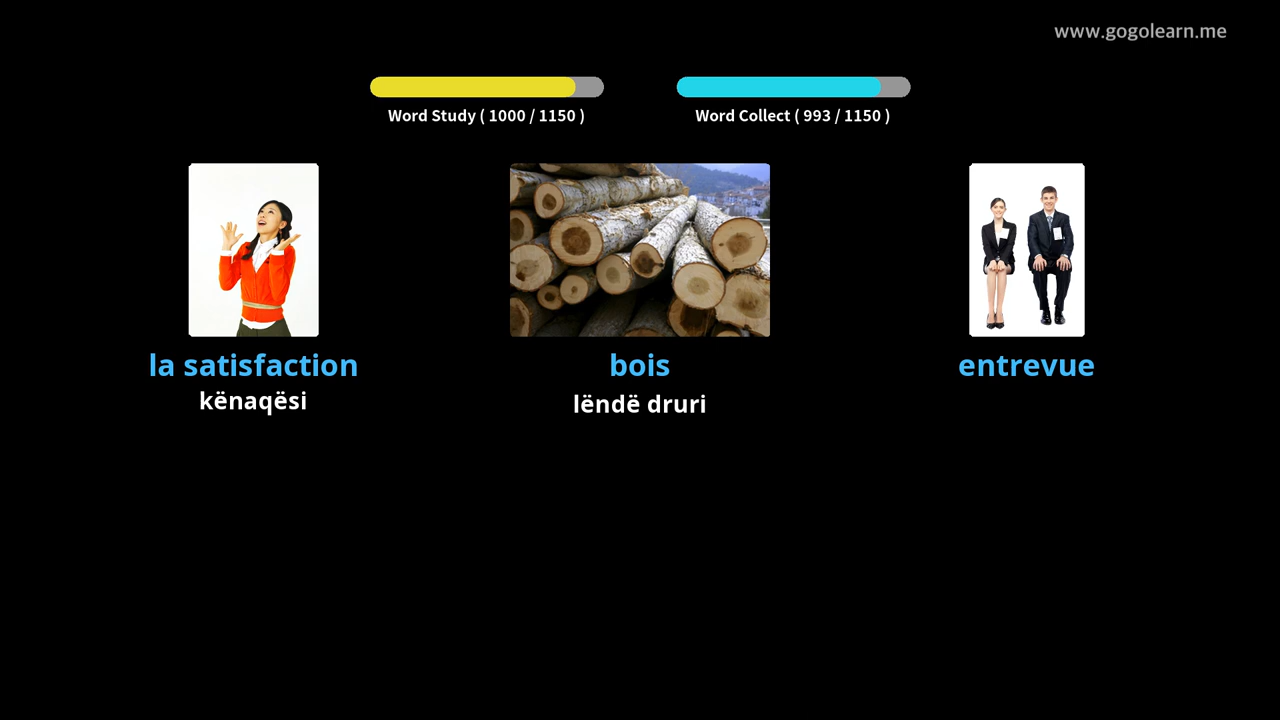 www.gogolearn.me
Word Study ( 1000 / 1150 )
Word Collect ( 993 / 1150 )
la satisfaction
kënaqësi
bois
lëndë druri
entrevue